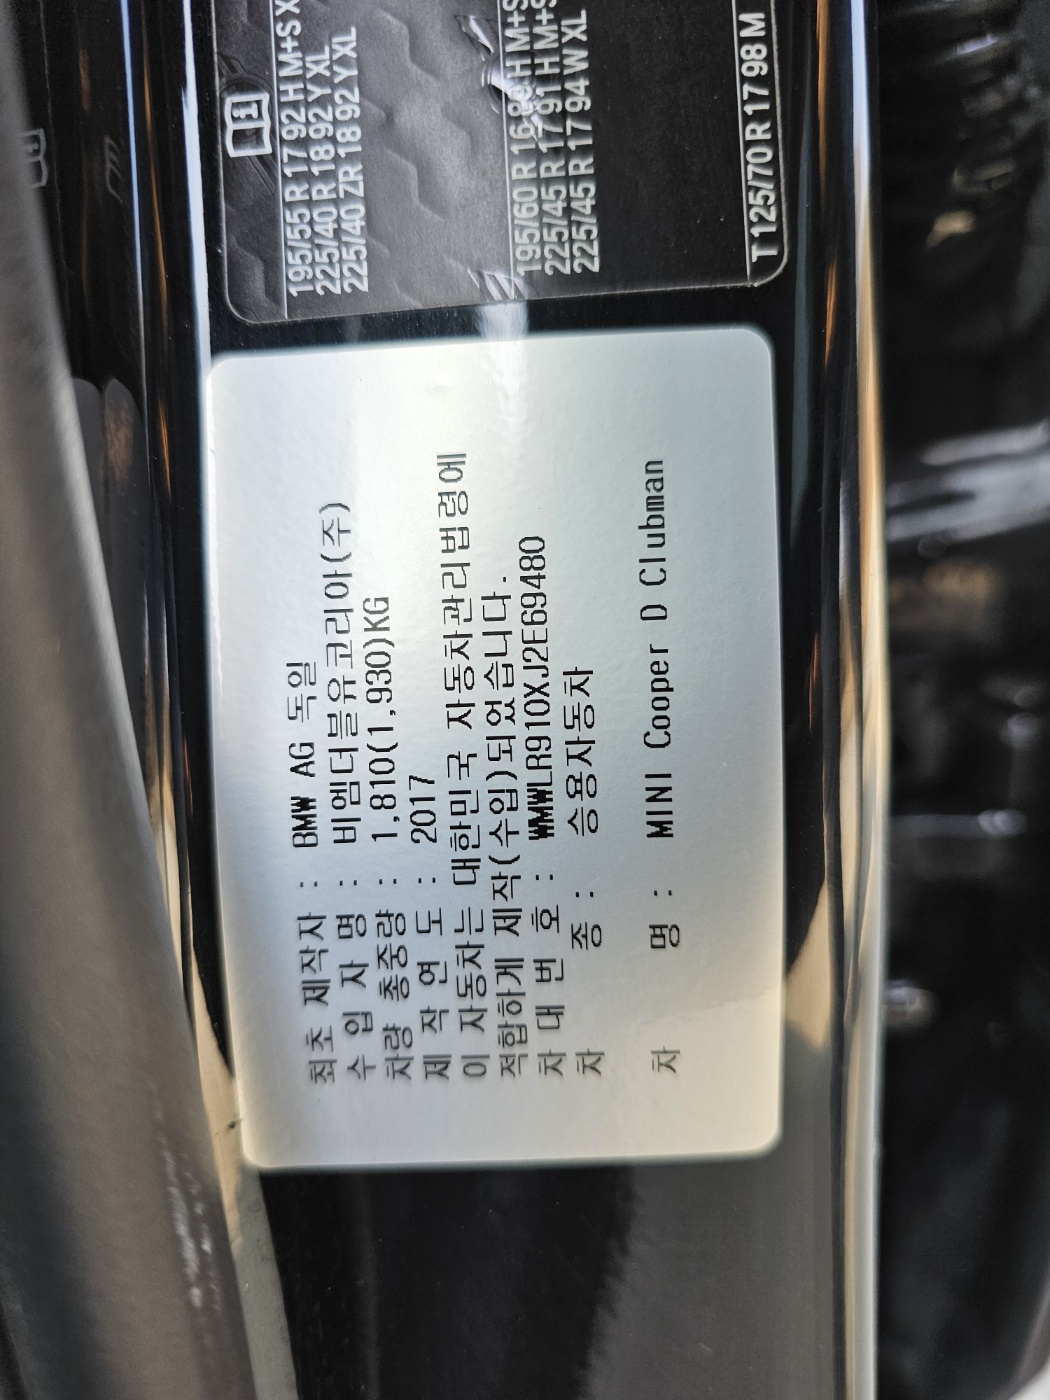 최초 제작자 : BMW AG 독일
수 입 자 명 : 비엠더블유코리아(주)
차량 총중량 : 1,810(1,930)KG
제 작 연 도 : 2017
이 자동차는 대한민국 자동차관리법령에
적합하게 제작(수입)되었습니다.
차 대 번 호 : WMWLR910XJ2E69480
차 종 : 승용자동차
차 명 : MINI Cooper D Clubman
195/55 R 17 92 H M+S X
225/40 R 18 92 Y XL
225/40 ZR 18 92 Y XL
195/60 R 16 H M+S
225/45 R 17 91 H M+S
225/45 R 17 94 W XL
T 125/70 R 17 98 M